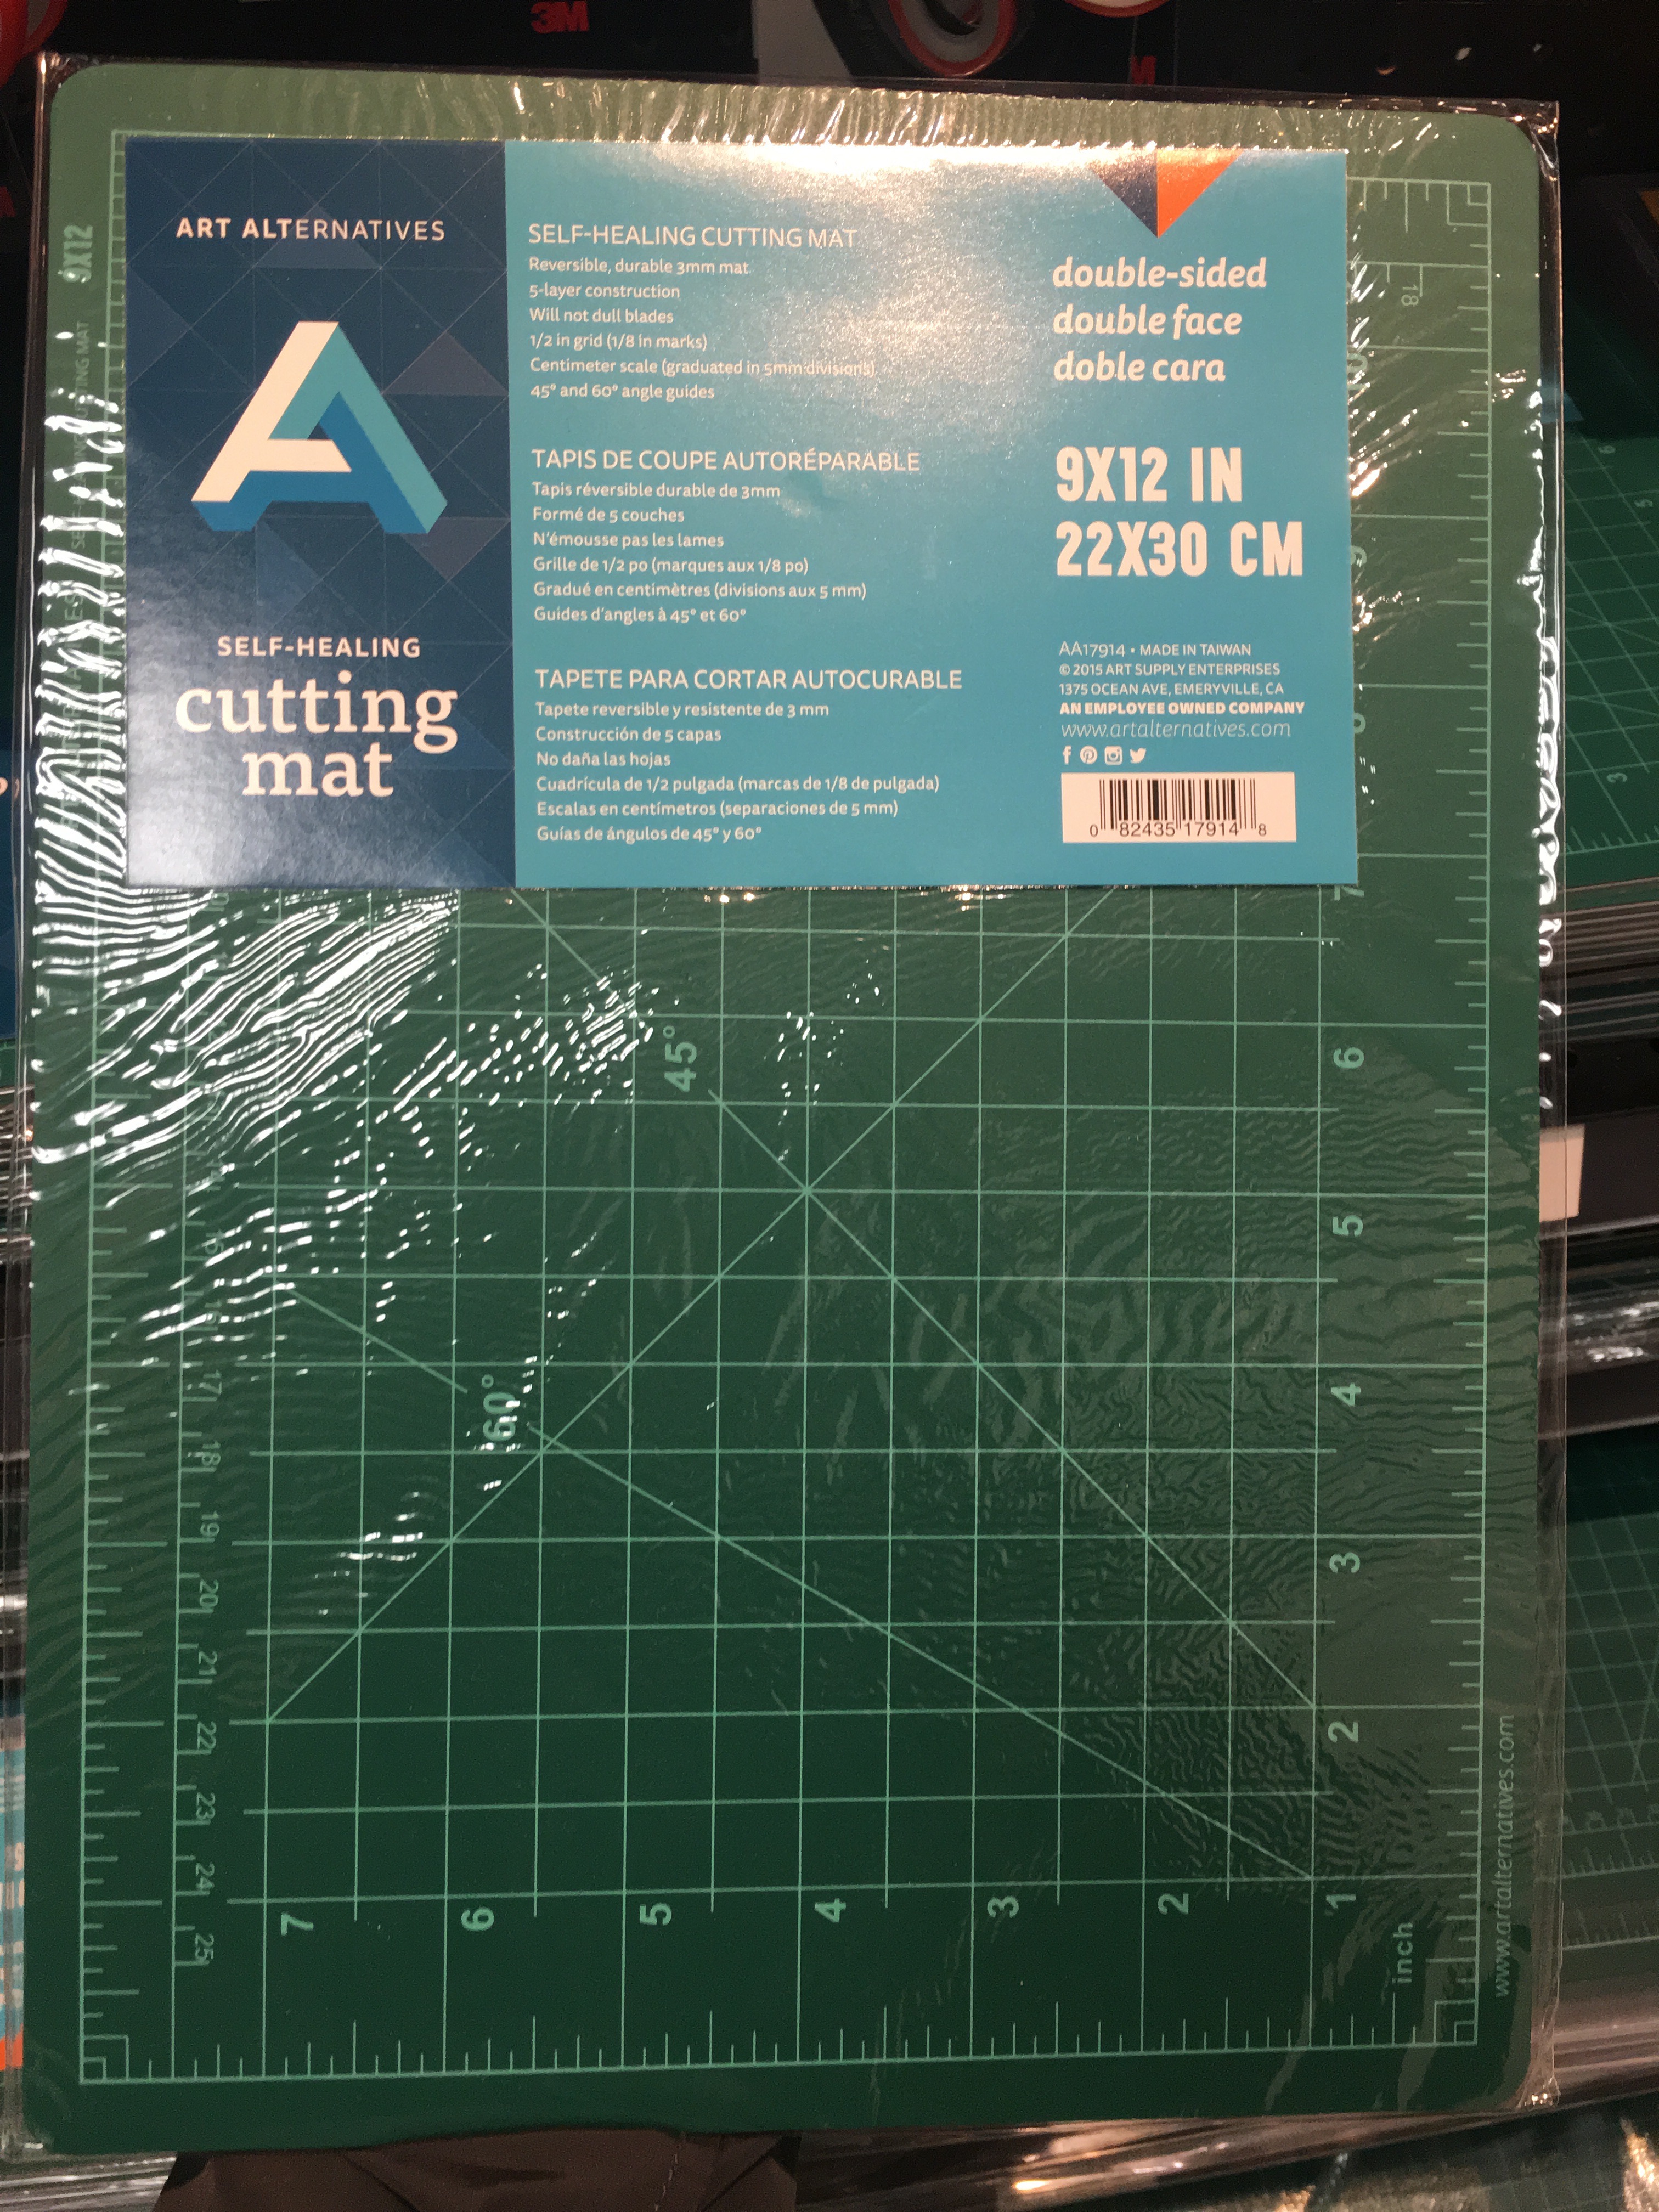 3M
9X12
ART ALTERNATIVES
SELF-HEALING
cutting
mat
SELF-HEALING CUTTING MAT
Reversible, durable 3mm mat
5-layer construction
Will not dull blades
1/2 in grid (1/8 in marks)
Centimeter scale (graduated in 5mm divisions)
45° and 60° angle guides
TAPIS DE COUPE AUTORÉPARABLE
Tapis réversible durable de 3mm
Formé de 5 couches
N'émousse pas les lames
Grille de 1/2 po (marques aux 1/8 po)
Gradué en centimètres (divisions aux 5 mm)
Guides d'angles à 45° et 60°
TAPETE PARA CORTAR AUTOCURABLE
Tapete reversible y resistente de 3 mm
Construcción de 5 capas
No daña las hojas
Cuadrícula de 1/2 pulgada (marcas de 1/8 de pulgada)
Escalas en centímetros (separaciones de 5 mm)
Guías de ángulos de 45° y 60°
double-sided
double face
doble cara
9X12 IN
22X30 CM
AA17914 • MADE IN TAIWAN
© 2015 ART SUPPLY ENTERPRISES
1375 OCEAN AVE, EMERYVILLE, CA
AN EMPLOYEE OWNED COMPANY
www.artalternatives.com
0 82435 17914 8
18
9
8
7
6
5
4
3
2
1
45°
60°
17
18
19
20
21
22
23
24
25
7
6
5
4
3
2
inch
www.artalternatives.com